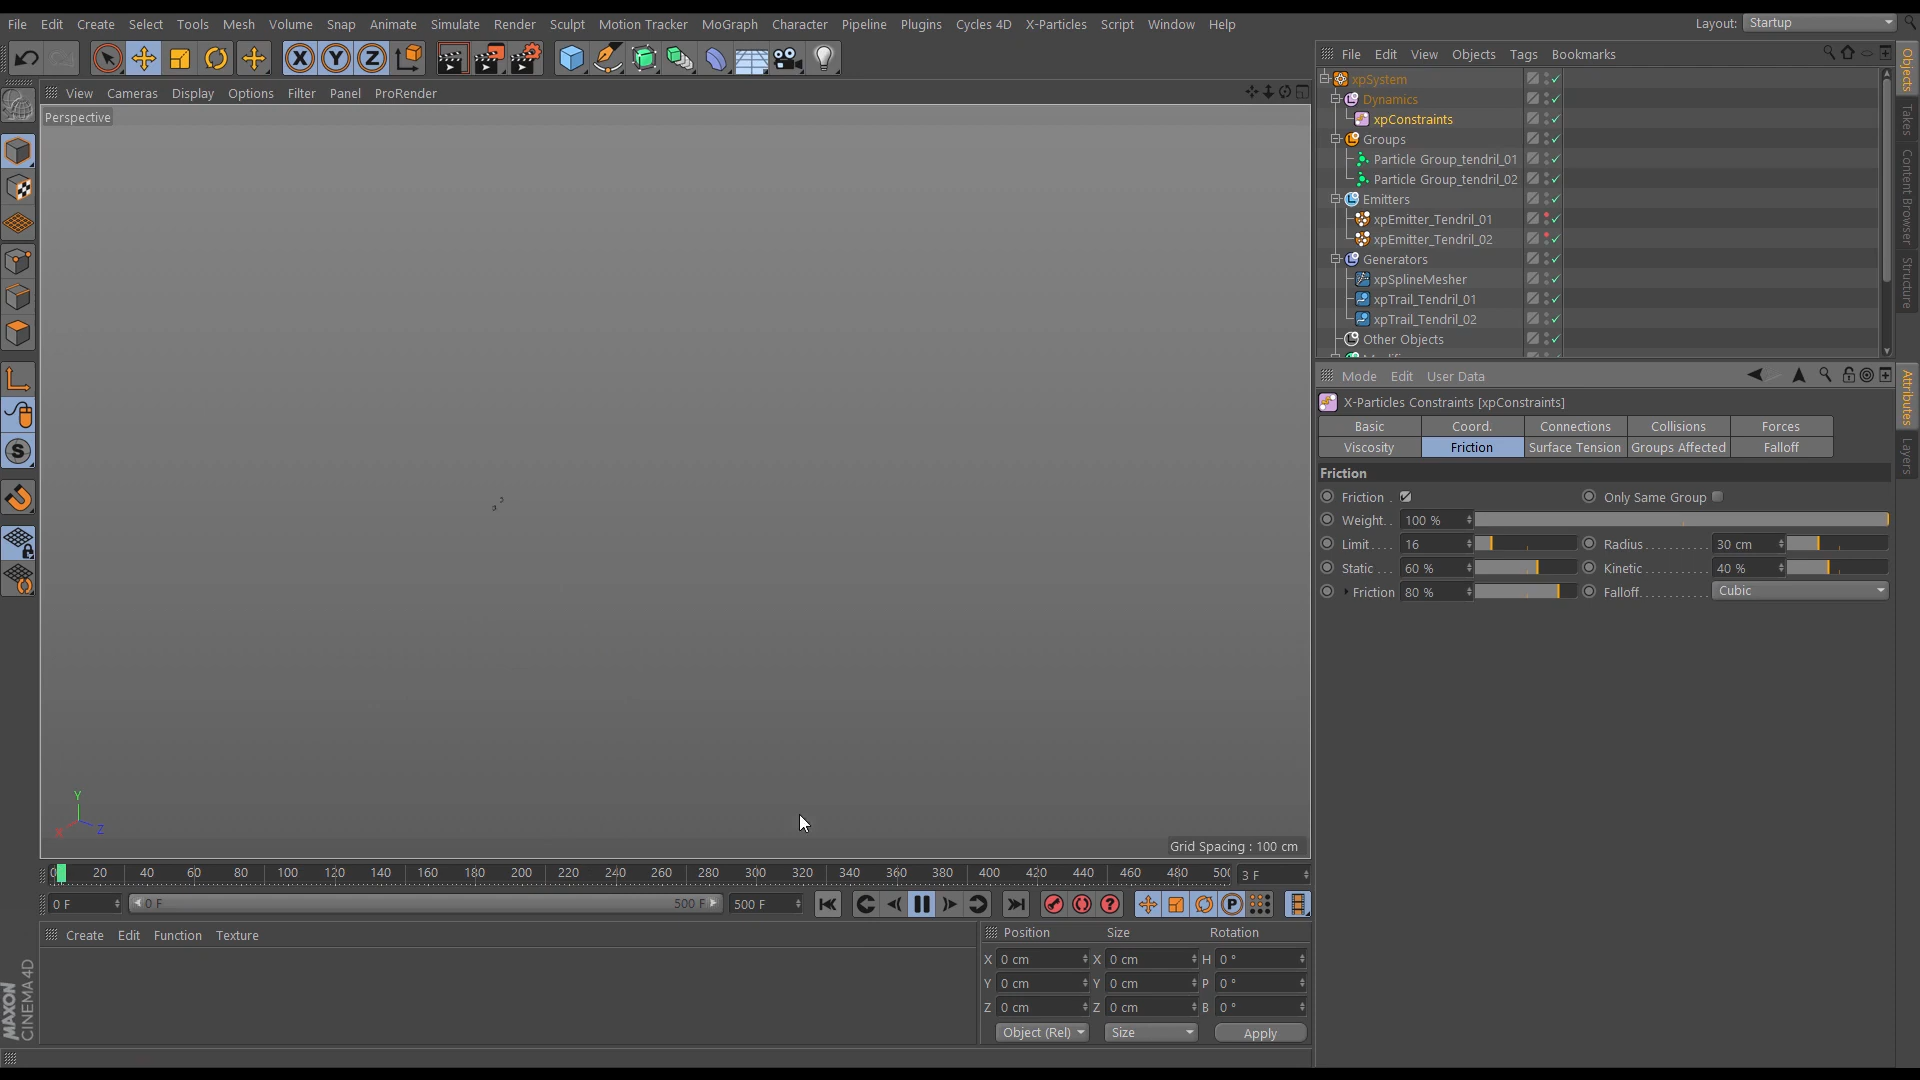 File Edit Create Select Tools Mesh Volume Snap Animate Simulate Render Sculpt Motion Tracker MoGraph Character Pipeline Plugins Cycles 4D X-Particles Script Window Help
Layout: Startup
X Y Z
File Edit View Objects Tags Bookmarks
View Cameras Display Options Filter Panel ProRender
Perspective
xpSystem
Dynamics
xpConstraints
Groups
Particle Group_tendril_01
Particle Group_tendril_02
Emitters
xpEmitter_Tendril_01
xpEmitter_Tendril_02
Generators
xpSplineMesher
xpTrail_Tendril_01
xpTrail_Tendril_02
Other Objects
Objects
Takes
Content Browser
Structure
Mode Edit User Data
X-Particles Constraints [xpConstraints]
Basic Coord. Connections Collisions Forces
Viscosity Friction Surface Tension Groups Affected Falloff
Friction
Friction . Only Same Group
Weight. . 100 %
Limit. . . . 16 Radius. . . . . . . . . . . 30 cm
Static . . . 60 % Kinetic . . . . . . . . . . . 40 %
Friction 80 % Falloff. . . . . . . . . . . Cubic
Attributes
Layers
Y
X Z
Grid Spacing : 100 cm
0 20 40 60 80 100 120 140 160 180 200 220 240 260 280 300 320 340 360 380 400 420 440 460 480 50 3 F
0 F 0 F 500 F 500 F
Create Edit Function Texture
Position Size Rotation
X 0 cm X 0 cm H 0 °
Y 0 cm Y 0 cm P 0 °
Z 0 cm Z 0 cm B 0 °
Object (Rel) Size Apply
MAXON
CINEMA 4D